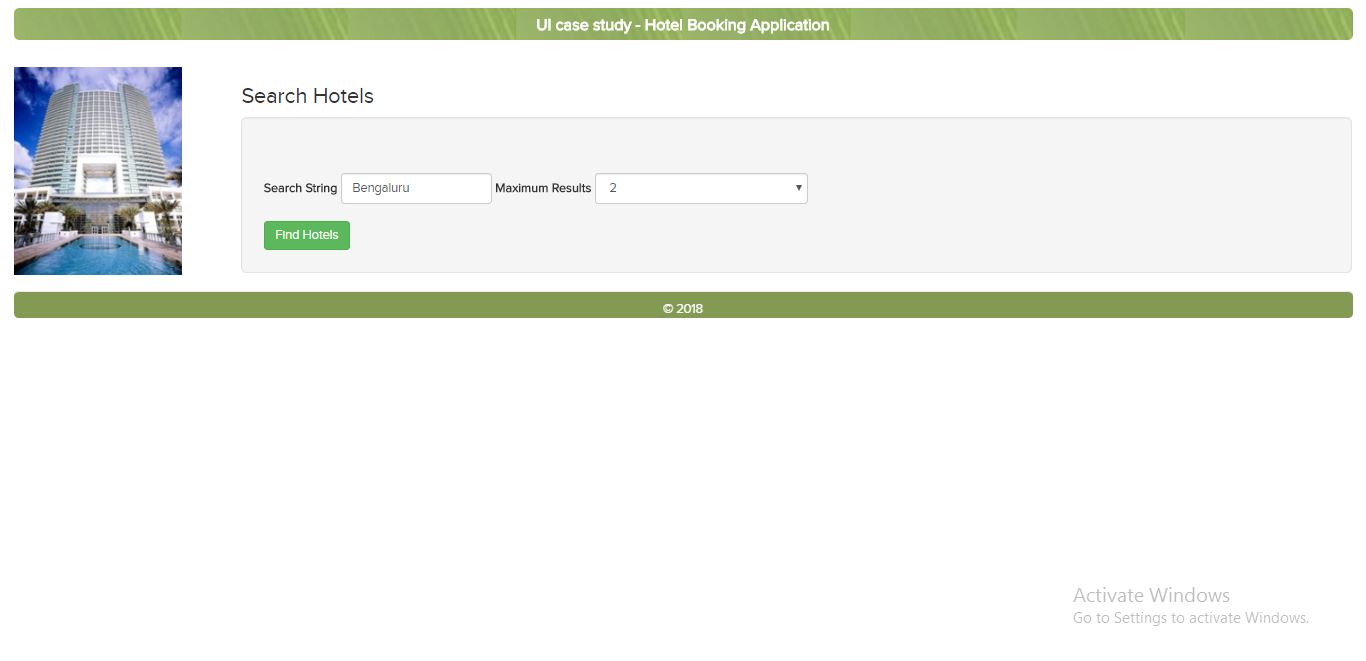 UI case study - Hotel Booking Application
Search Hotels
Search String Bengaluru Maximum Results 2
Find Hotels
© 2018
Activate Windows
Go to Settings to activate Windows.